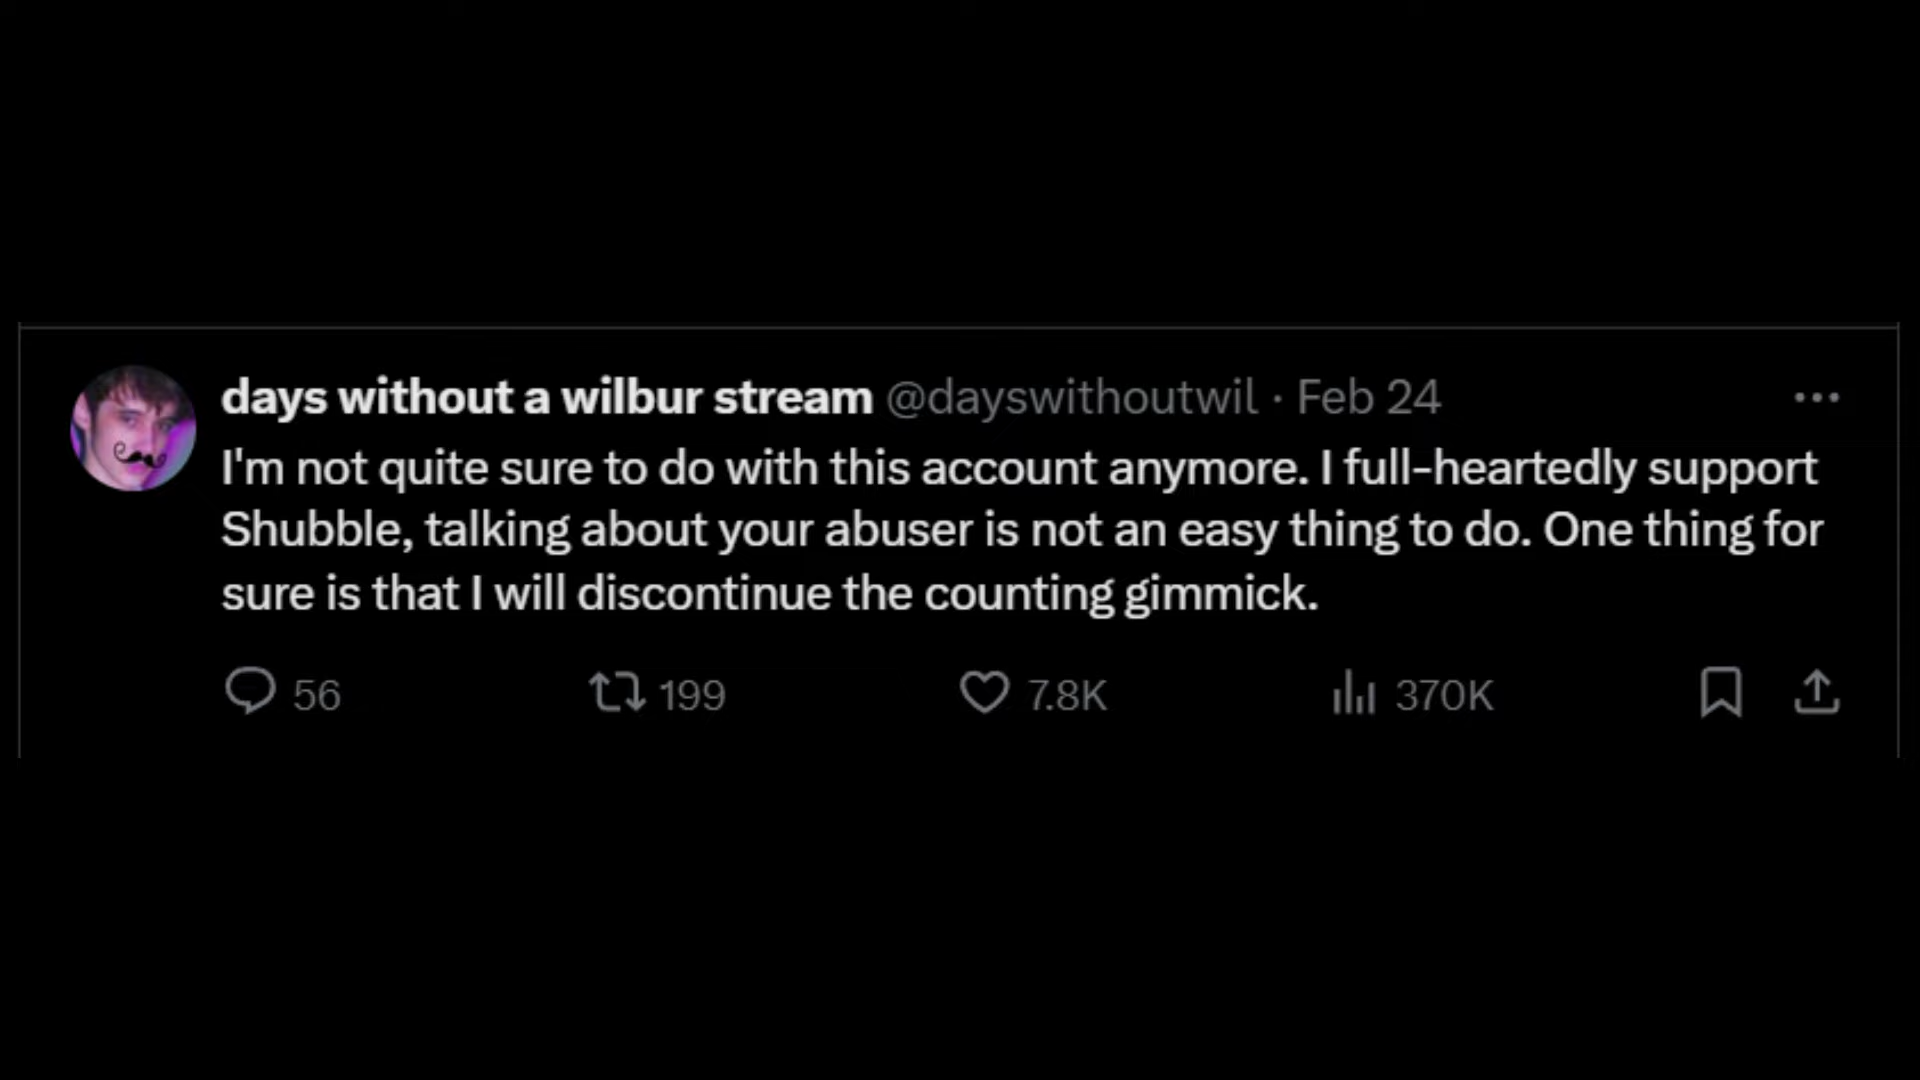 days without a wilbur stream @dayswithoutwil · Feb 24
I'm not quite sure to do with this account anymore. I full-heartedly support
Shubble, talking about your abuser is not an easy thing to do. One thing for
sure is that I will discontinue the counting gimmick.
56 199 7.8K 370K